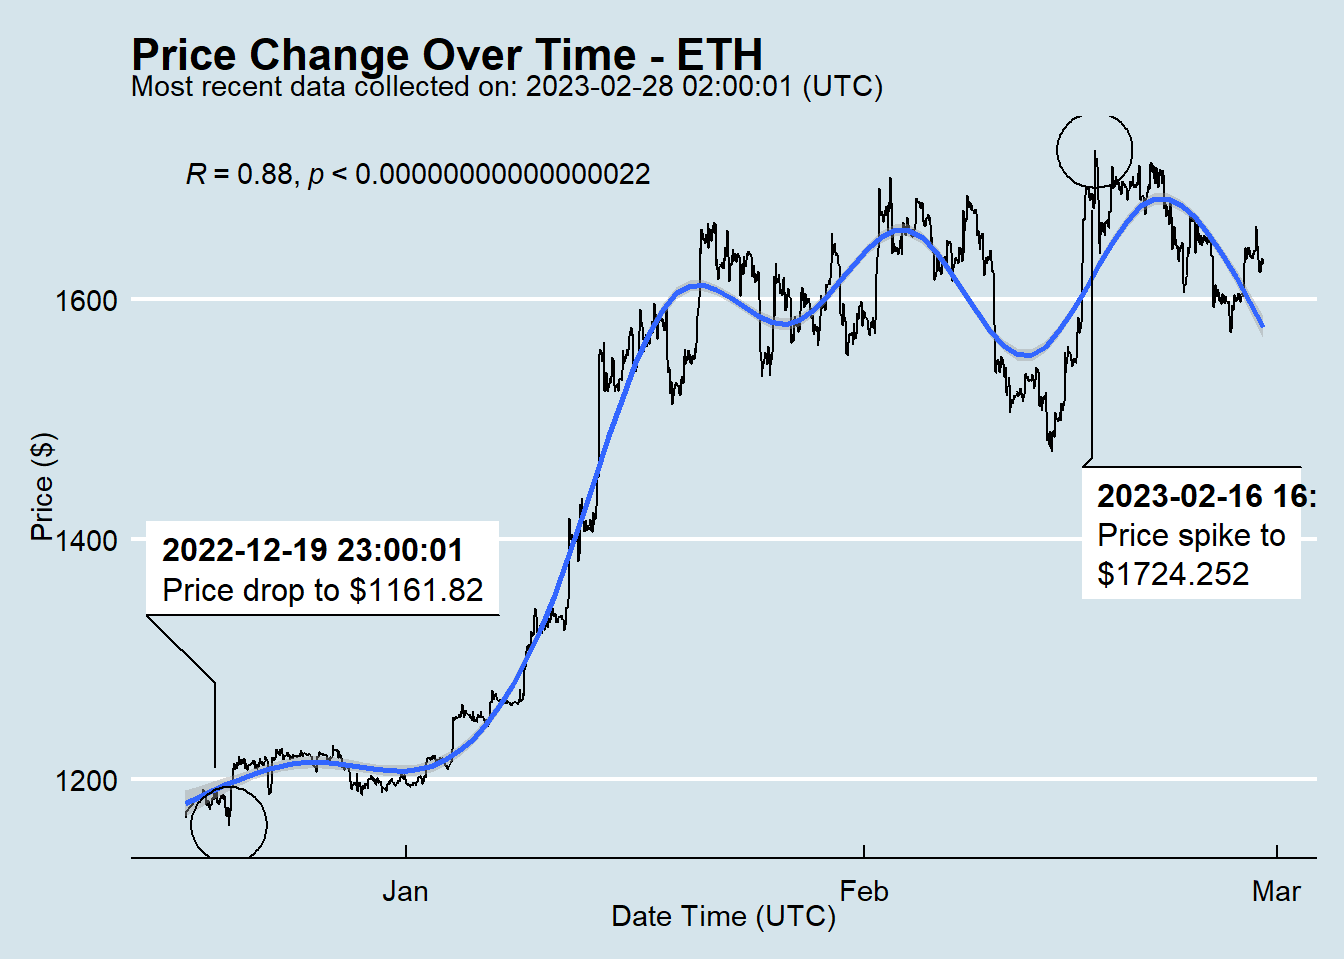 Price Change Over Time - ETH
Most recent data collected on: 2023-02-28 02:00:01 (UTC)
R = 0.88, p < 0.00000000000000022
1600
1400
1200
Price ($)
2022-12-19 23:00:01
Price drop to $1161.82
2023-02-16 16:
Price spike to
$1724.252
Jan
Feb
Mar
Date Time (UTC)